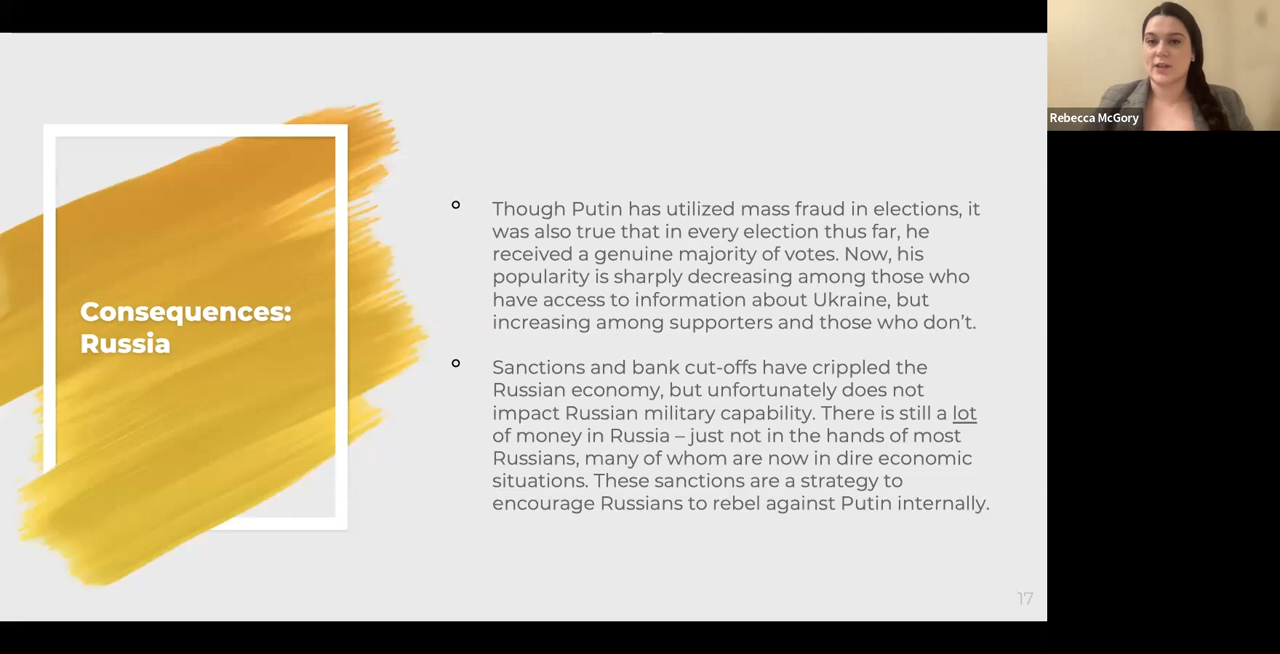 Rebecca McGory
Consequences:
Russia
Though Putin has utilized mass fraud in elections, it
was also true that in every election thus far, he
received a genuine majority of votes. Now, his
popularity is sharply decreasing among those who
have access to information about Ukraine, but
increasing among supporters and those who don't.
Sanctions and bank cut-offs have crippled the
Russian economy, but unfortunately does not
impact Russian military capability. There is still a lot
of money in Russia – just not in the hands of most
Russians, many of whom are now in dire economic
situations. These sanctions are a strategy to
encourage Russians to rebel against Putin internally.
17